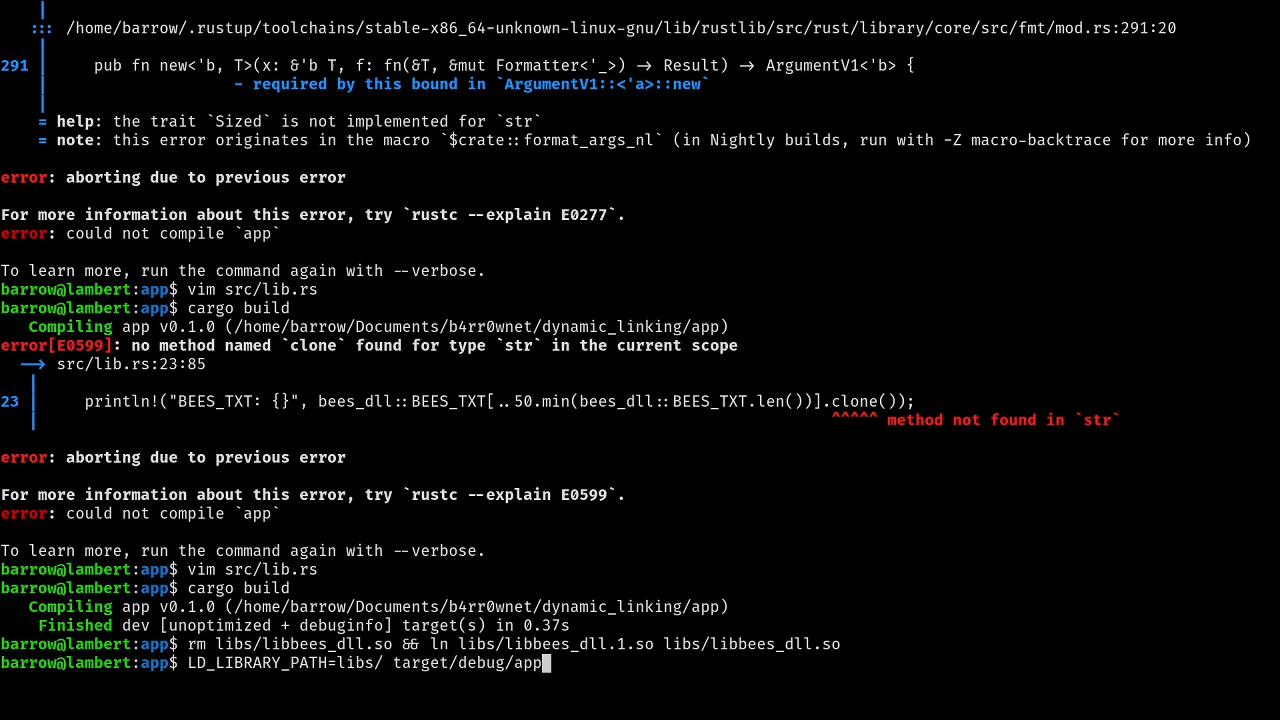 ::: /home/barrow/.rustup/toolchains/stable-x86_64-unknown-linux-gnu/lib/rustlib/src/rust/library/core/src/fmt/mod.rs:291:20
291 |     pub fn new<'b, T>(x: &'b T, f: fn(&T, &mut Formatter<'_>) -> Result) -> ArgumentV1<'b> {
- required by this bound in `ArgumentV1::<'a>::new`
= help: the trait `Sized` is not implemented for `str`
= note: this error originates in the macro `$crate::format_args_nl` (in Nightly builds, run with -Z macro-backtrace for more info)
error: aborting due to previous error
For more information about this error, try `rustc --explain E0277`.
error: could not compile `app`
To learn more, run the command again with --verbose.
barrow@lambert:app$ vim src/lib.rs
barrow@lambert:app$ cargo build
Compiling app v0.1.0 (/home/barrow/Documents/b4rr0wnet/dynamic_linking/app)
error[E0599]: no method named `clone` found for type `str` in the current scope
--> src/lib.rs:23:85
23 |     println!("BEES_TXT: {}", bees_dll::BEES_TXT[..50.min(bees_dll::BEES_TXT.len())].clone());
^^^^^ method not found in `str`
error: aborting due to previous error
For more information about this error, try `rustc --explain E0599`.
error: could not compile `app`
To learn more, run the command again with --verbose.
barrow@lambert:app$ vim src/lib.rs
barrow@lambert:app$ cargo build
Compiling app v0.1.0 (/home/barrow/Documents/b4rr0wnet/dynamic_linking/app)
Finished dev [unoptimized + debuginfo] target(s) in 0.37s
barrow@lambert:app$ rm libs/libbees_dll.so && ln libs/libbees_dll.1.so libs/libbees_dll.so
barrow@lambert:app$ LD_LIBRARY_PATH=libs/ target/debug/app